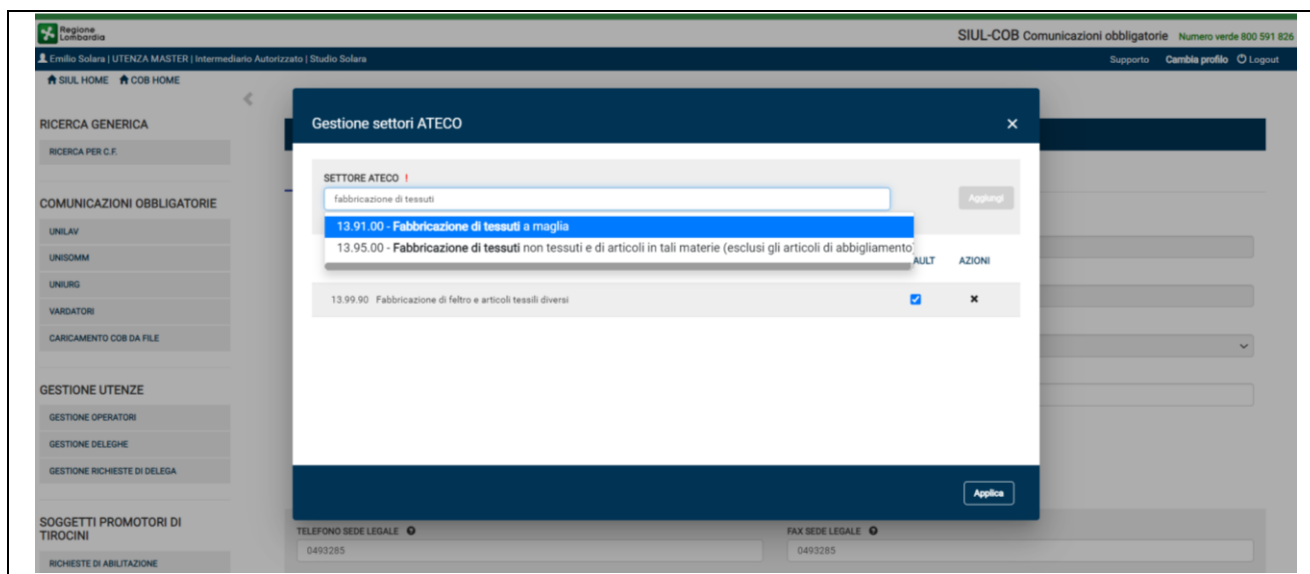 Regione
Lombardia
SIUL-COB Comunicazioni obbligatorie Numero verde 800 591 826
Emilio Solara | UTENZA MASTER | Intermediario Autorizzato | Studio Solara
Supporto Cambia profilo Logout
SIUL HOME COB HOME
Gestione settori ATECO
RICERCA GENERICA
RICERCA PER C.F.
SETTORE ATECO !
fabbricazione di tessuti
Aggiungi
COMUNICAZIONI OBBLIGATORIE
13.91.00 - Fabbricazione di tessuti a maglia
UNILAV
13.95.00 - Fabbricazione di tessuti non tessuti e di articoli in tali materie (esclusi gli articoli di abbigliamento)
UNISOMM
AULT AZIONI
UNIURG
13.99.90 Fabbricazione di feltro e articoli tessili diversi
VARDATORI
CARICAMENTO COB DA FILE
GESTIONE UTENZE
GESTIONE OPERATORI
GESTIONE DELEGHE
GESTIONE RICHIESTE DI DELEGA
Applica
SOGGETTI PROMOTORI DI
TIROCINI
TELEFONO SEDE LEGALE
FAX SEDE LEGALE
0493285
0493285
RICHIESTE DI ABILITAZIONE